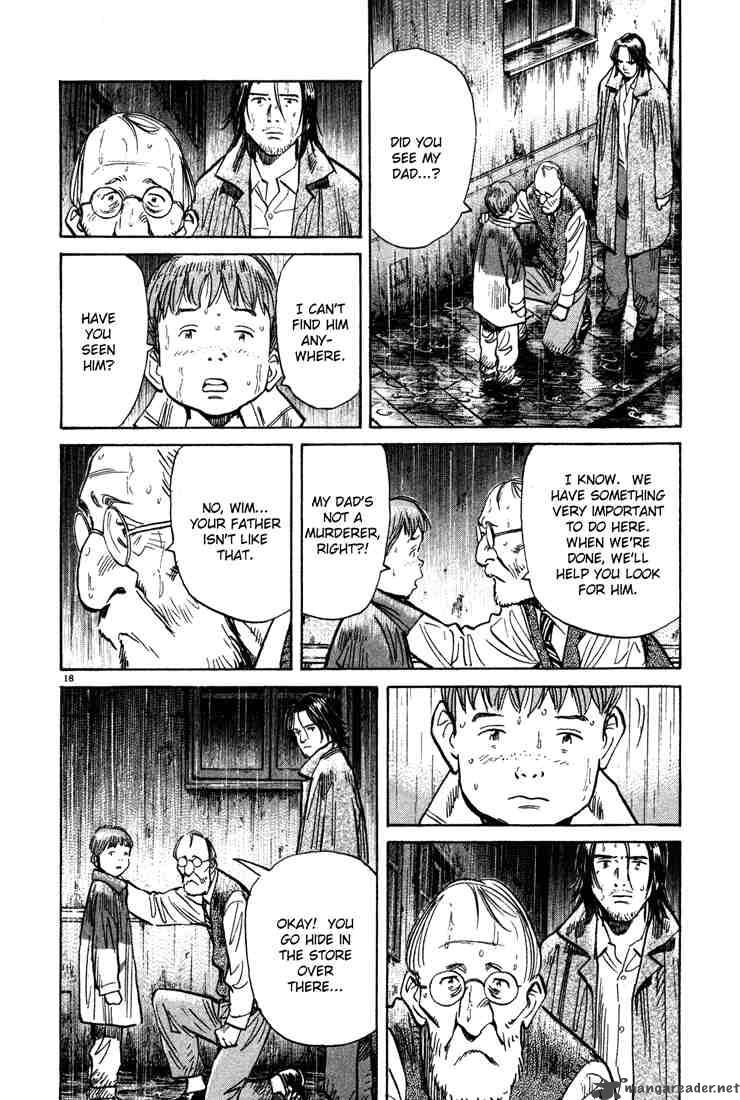 DID YOU
SEE MY
DAD...?
I CAN'T
FIND HIM
ANY-
WHERE.
HAVE
YOU
SEEN
HIM?
I KNOW. WE
HAVE SOMETHING
VERY IMPORTANT
TO DO HERE.
WHEN WE'RE
DONE, WE'LL
HELP YOU LOOK
FOR HIM.
MY DAD'S
NOT A
MURDERER,
RIGHT?!
NO, WIM...
YOUR FATHER
ISN'T LIKE
THAT.
18
OKAY! YOU
GO HIDE IN
THE STORE
OVER
THERE...
mangareader.net